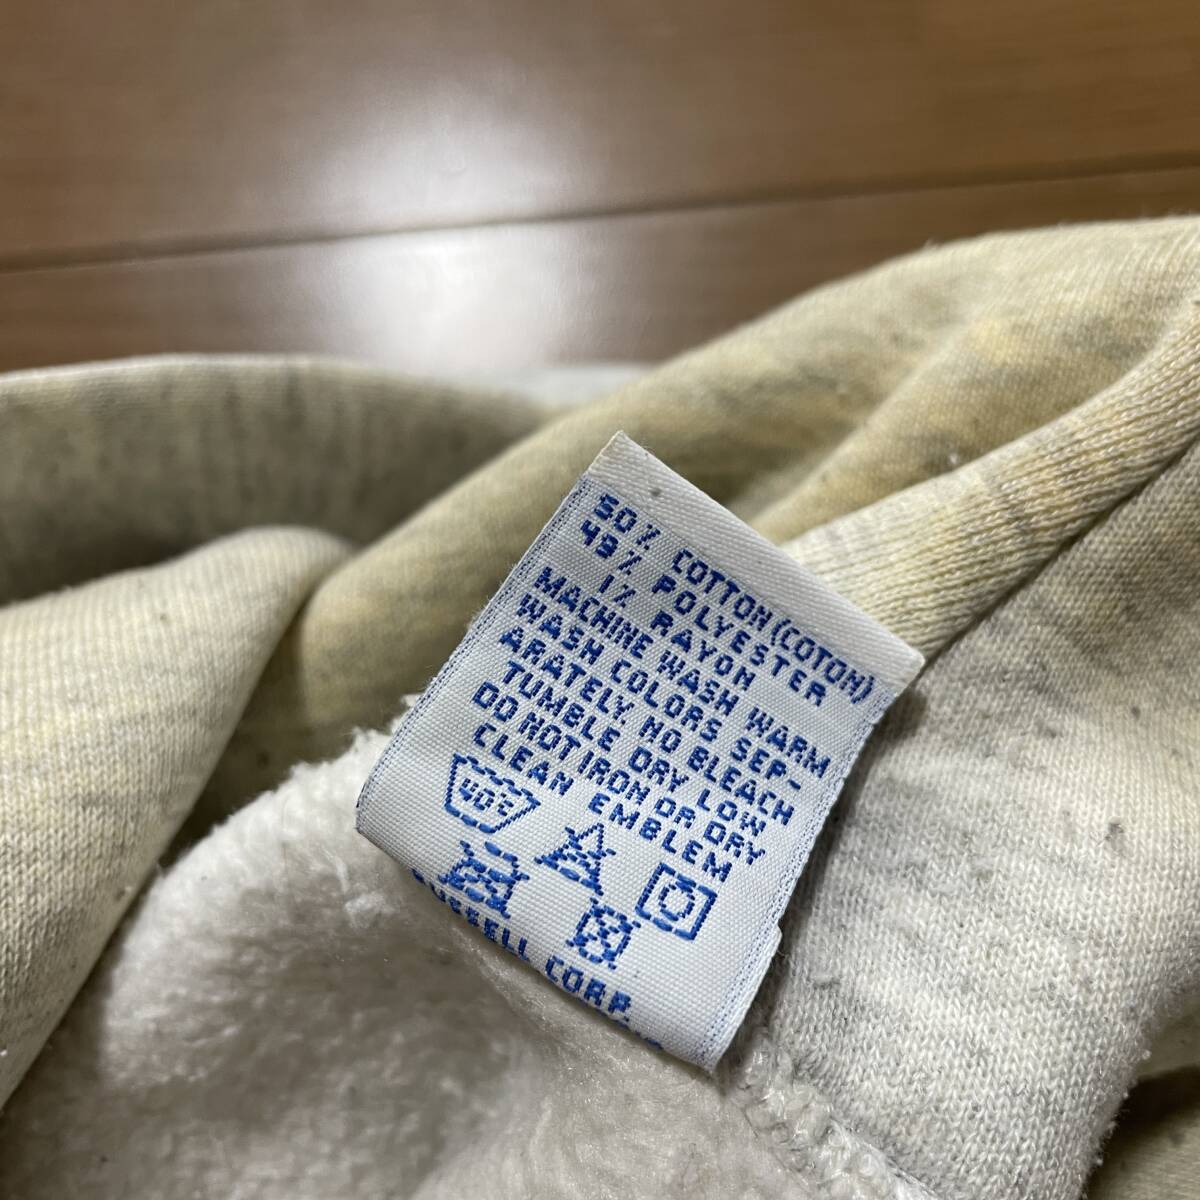 50% COTTON(COTON)
49% POLYESTER
1% RAYON
MACHINE WASH WARM
WASH COLORS SEP-
ARATELY. NO BLEACH
TUMBLE DRY LOW
DO NOT IRON OR DRY
CLEAN EMBLEM
40°C
RUSSELL CORP.